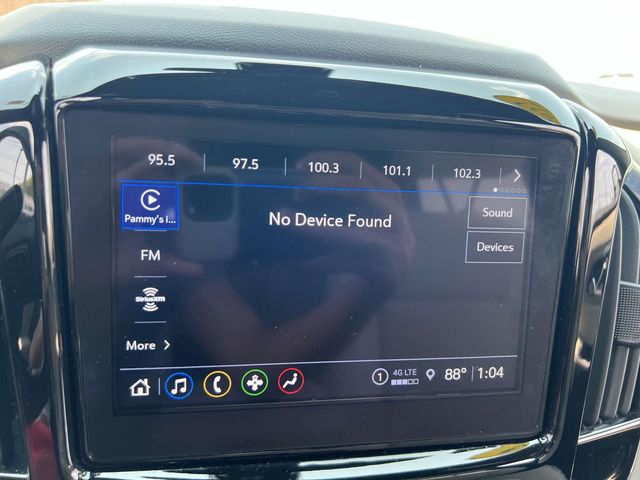 95.5 97.5 100.3 101.1 102.3
Pammy's i...
No Device Found
Sound
Devices
FM
SiriusXM
More
1 4G LTE 88° 1:04